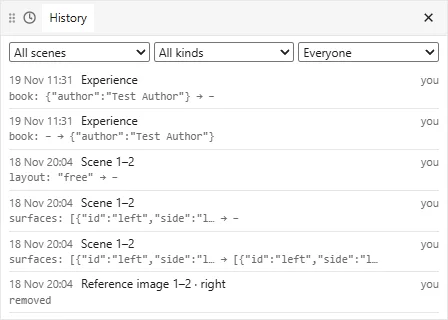 History
All scenes All kinds Everyone
19 Nov 11:31 Experience you
book: {"author":"Test Author"} → –
19 Nov 11:31 Experience you
book: – → {"author":"Test Author"}
18 Nov 20:04 Scene 1–2 you
layout: "free" → –
18 Nov 20:04 Scene 1–2 you
surfaces: [{"id":"left","side":"l… → –
18 Nov 20:04 Scene 1–2 you
surfaces: [{"id":"left","side":"l… → [{"id":"left","side":"l…
18 Nov 20:04 Reference image 1–2 · right you
removed